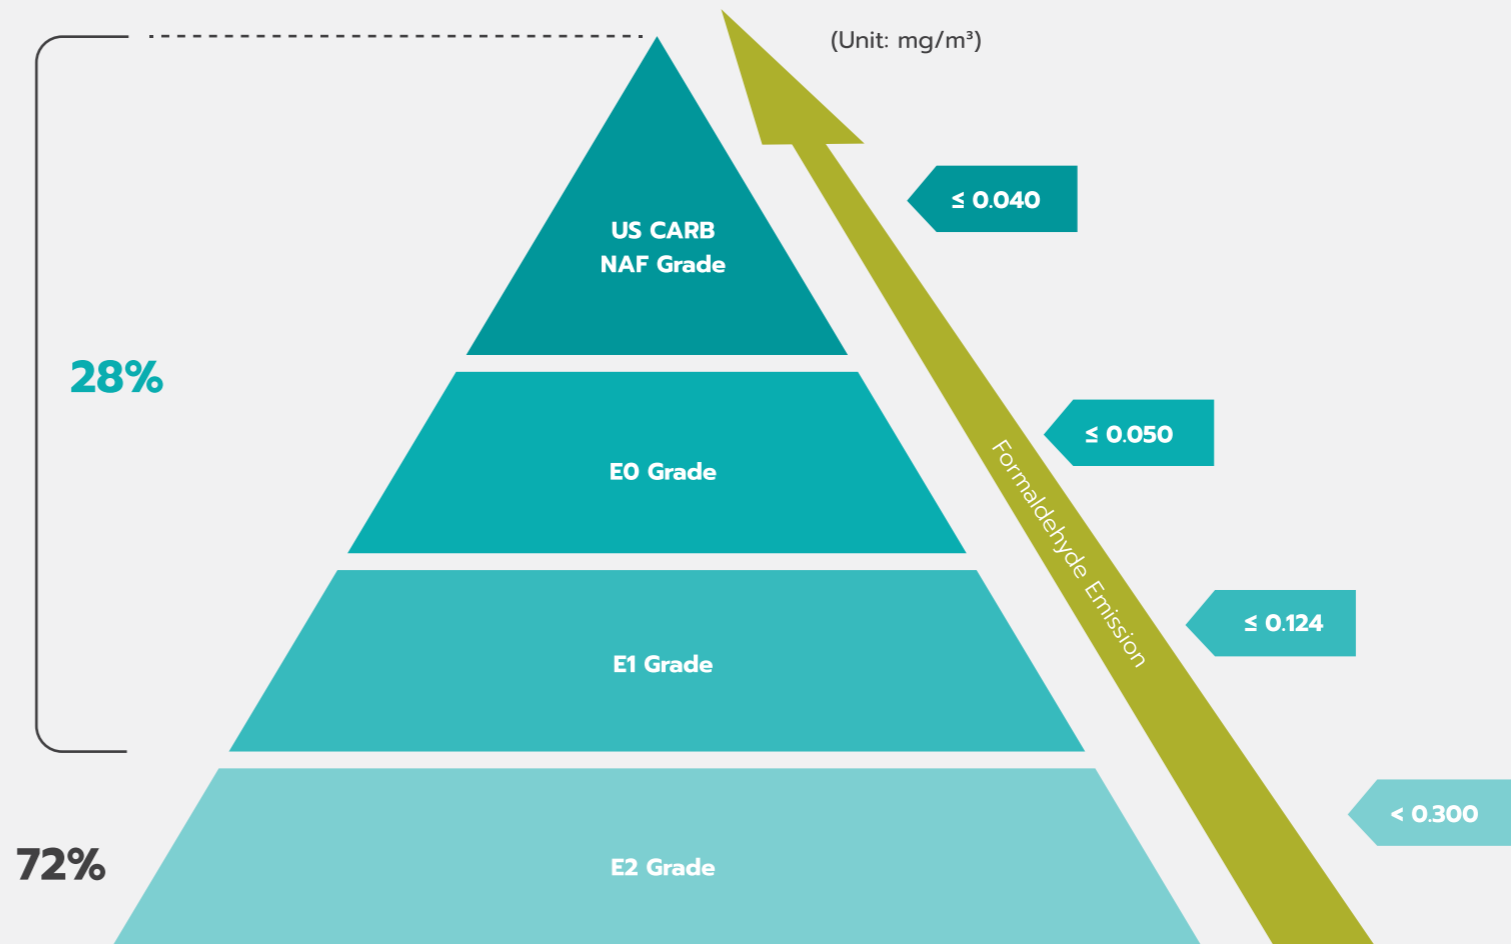 (Unit: mg/m³)
≤ 0.040
US CARB
NAF Grade
28%
≤ 0.050
E0 Grade
Formaldehyde Emission
≤ 0.124
E1 Grade
< 0.300
72%
E2 Grade